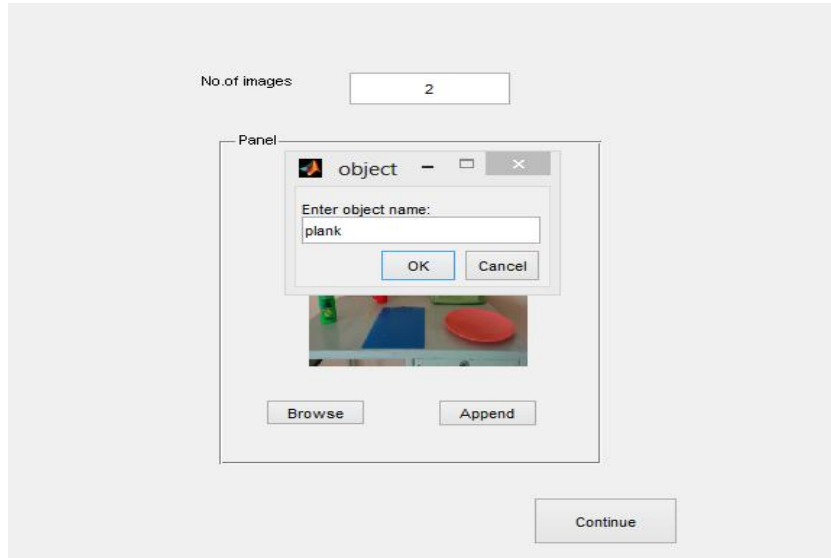 No.of images
2
Panel
object
Enter object name:
plank
OK
Cancel
Browse
Append
Continue